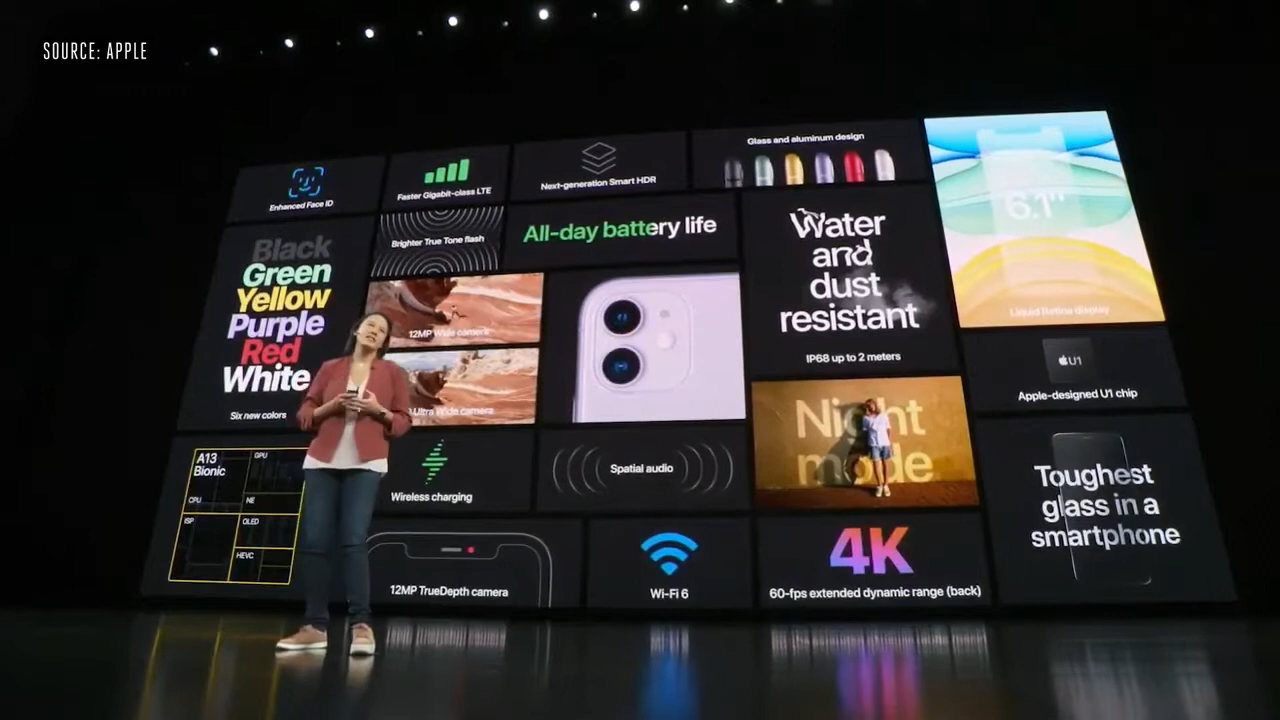 SOURCE: APPLE
Enhanced Face ID
Faster Gigabit-class LTE
Next-generation Smart HDR
Glass and aluminum design
6.1"
Liquid Retina display
Black
Green
Yellow
Purple
Red
White
Six new colors
Brighter True Tone flash
All-day battery life
12MP Wide camera
Ultra Wide camera
Water
and
dust
resistant
IP68 up to 2 meters
U1
Apple-designed U1 chip
A13
Bionic
GPU
CPU
NE
ISP
OLED
HEVC
Wireless charging
Spatial audio
Night
mode
Toughest
glass in a
smartphone
12MP TrueDepth camera
Wi-Fi 6
4K
60-fps extended dynamic range (back)